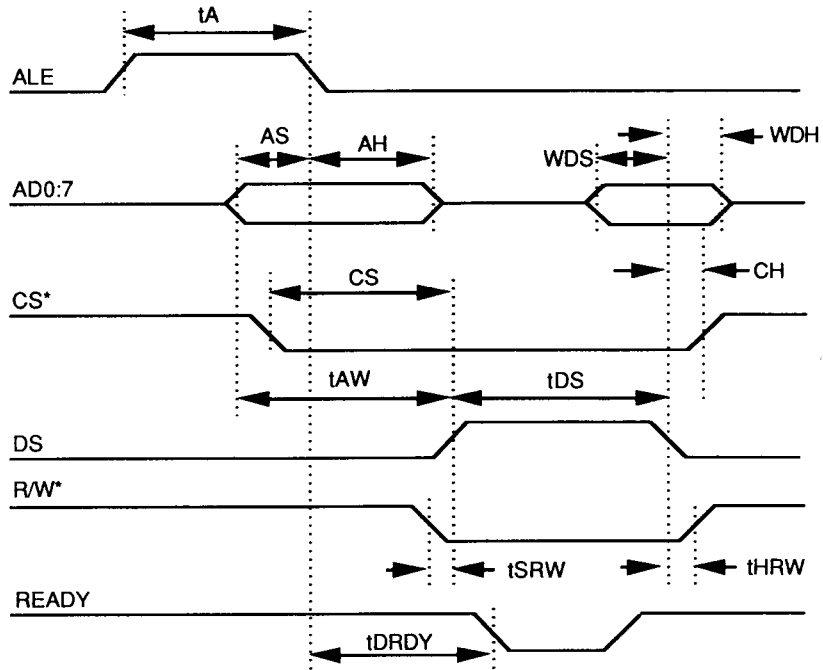 tA
ALE
AS
AH
WDS
WDH
AD0:7
CS
CH
CS*
tAW
tDS
DS
R/W*
tSRW
tHRW
READY
tDRDY